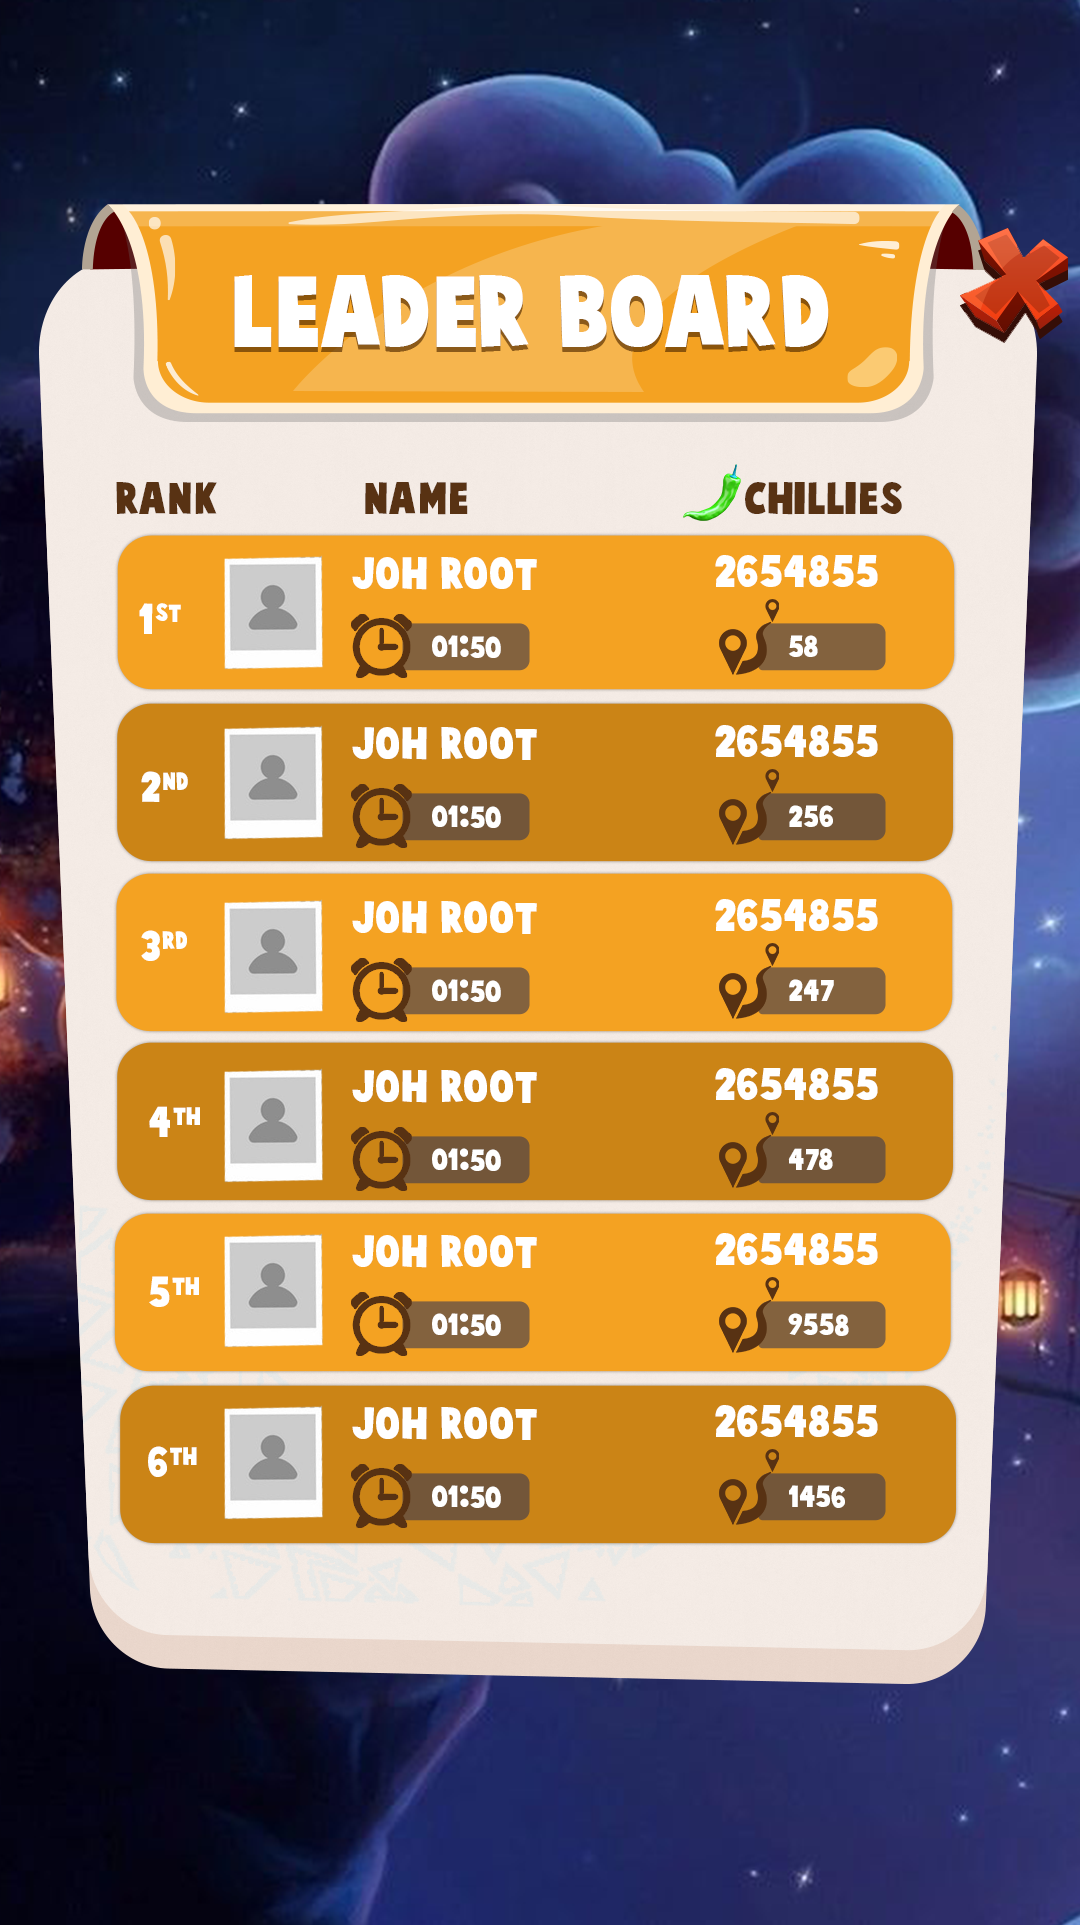 LEADER BOARD
RANK NAME CHILLIES
1ST JOH ROOT 2654855
01:50 58
2ND JOH ROOT 2654855
01:50 256
3RD JOH ROOT 2654855
01:50 247
4TH JOH ROOT 2654855
01:50 478
5TH JOH ROOT 2654855
01:50 9558
6TH JOH ROOT 2654855
01:50 1456